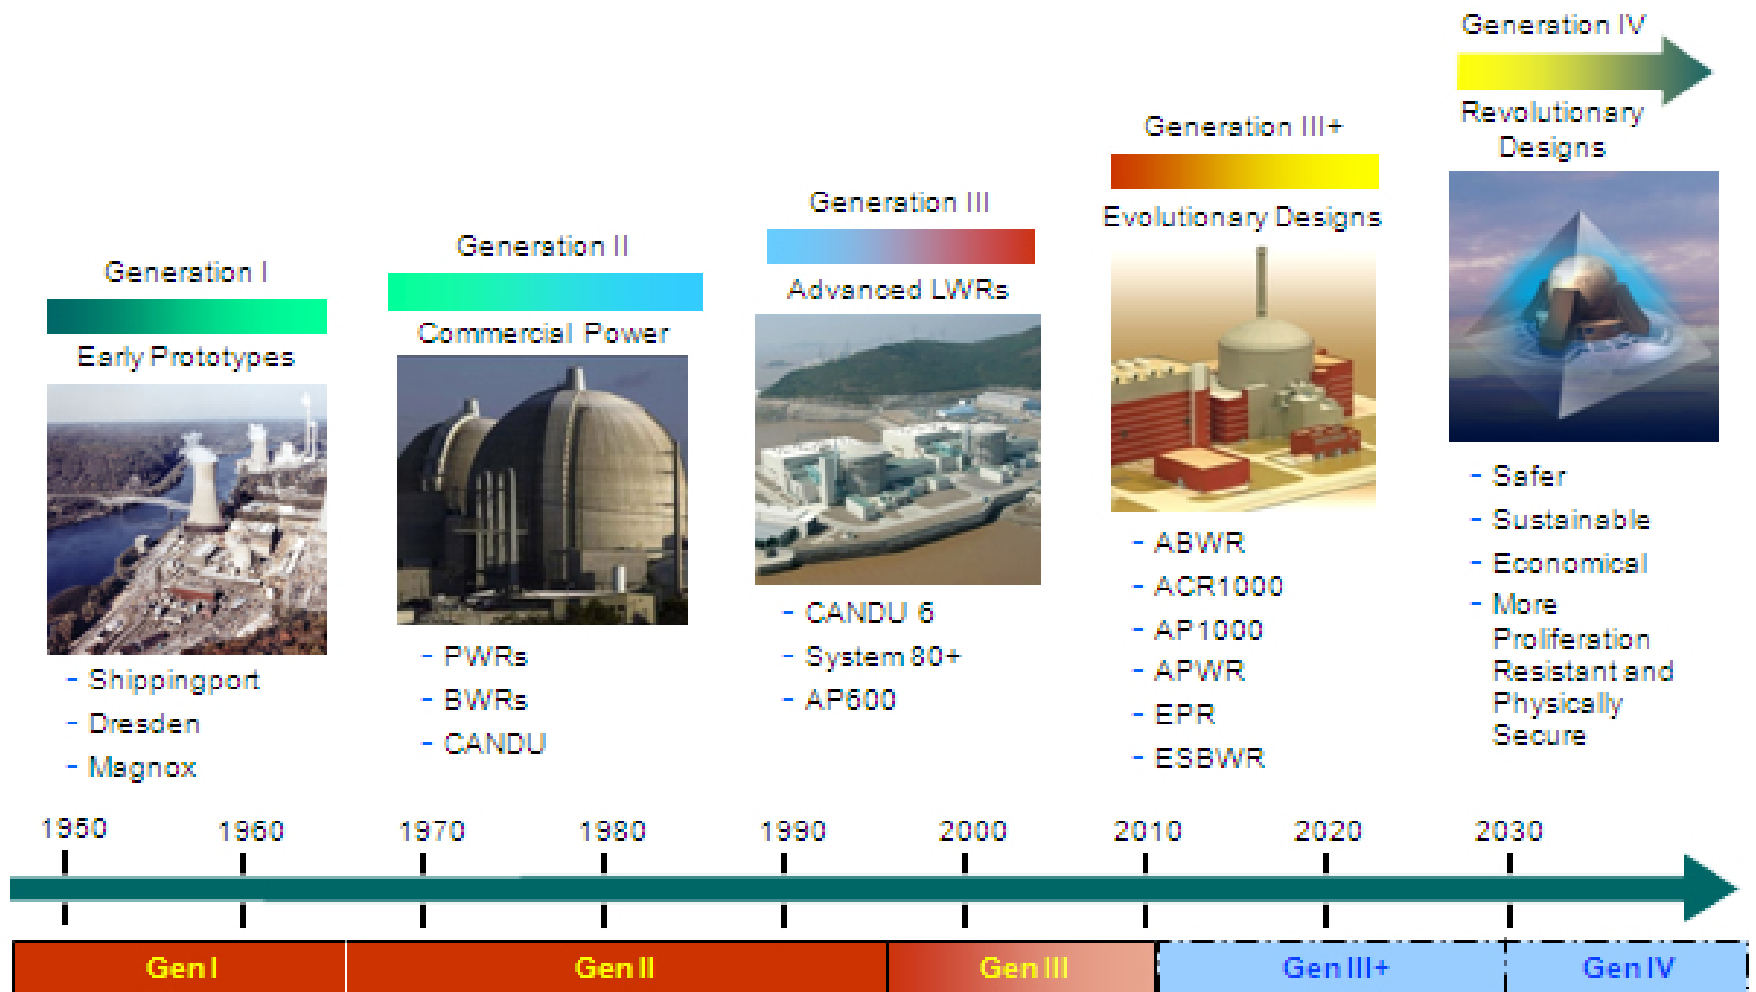 Generation I
Early Prototypes
- Shippingport
- Dresden
- Magnox
Generation II
Commercial Power
- PWRs
- BWRs
- CANDU
Generation III
Advanced LWRs
- CANDU 6
- System 80+
- AP600
Generation III+
Evolutionary Designs
- ABWR
- ACR1000
- AP1000
- APWR
- EPR
- ESBWR
Generation IV
Revolutionary
Designs
- Safer
- Sustainable
- Economical
- More
Proliferation
Resistant and
Physically
Secure
1950 1960 1970 1980 1990 2000 2010 2020 2030
Gen I Gen II Gen III Gen III+ Gen IV